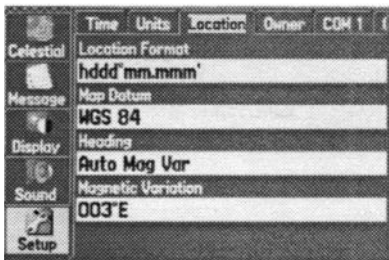 Time Units Location Owner COM 1
Celestial
Location Format
hddd°mm.mmm'
Message
Map Datum
WGS 84
Display
Heading
Auto Mag Var
Sound
Magnetic Variation
003°E
Setup